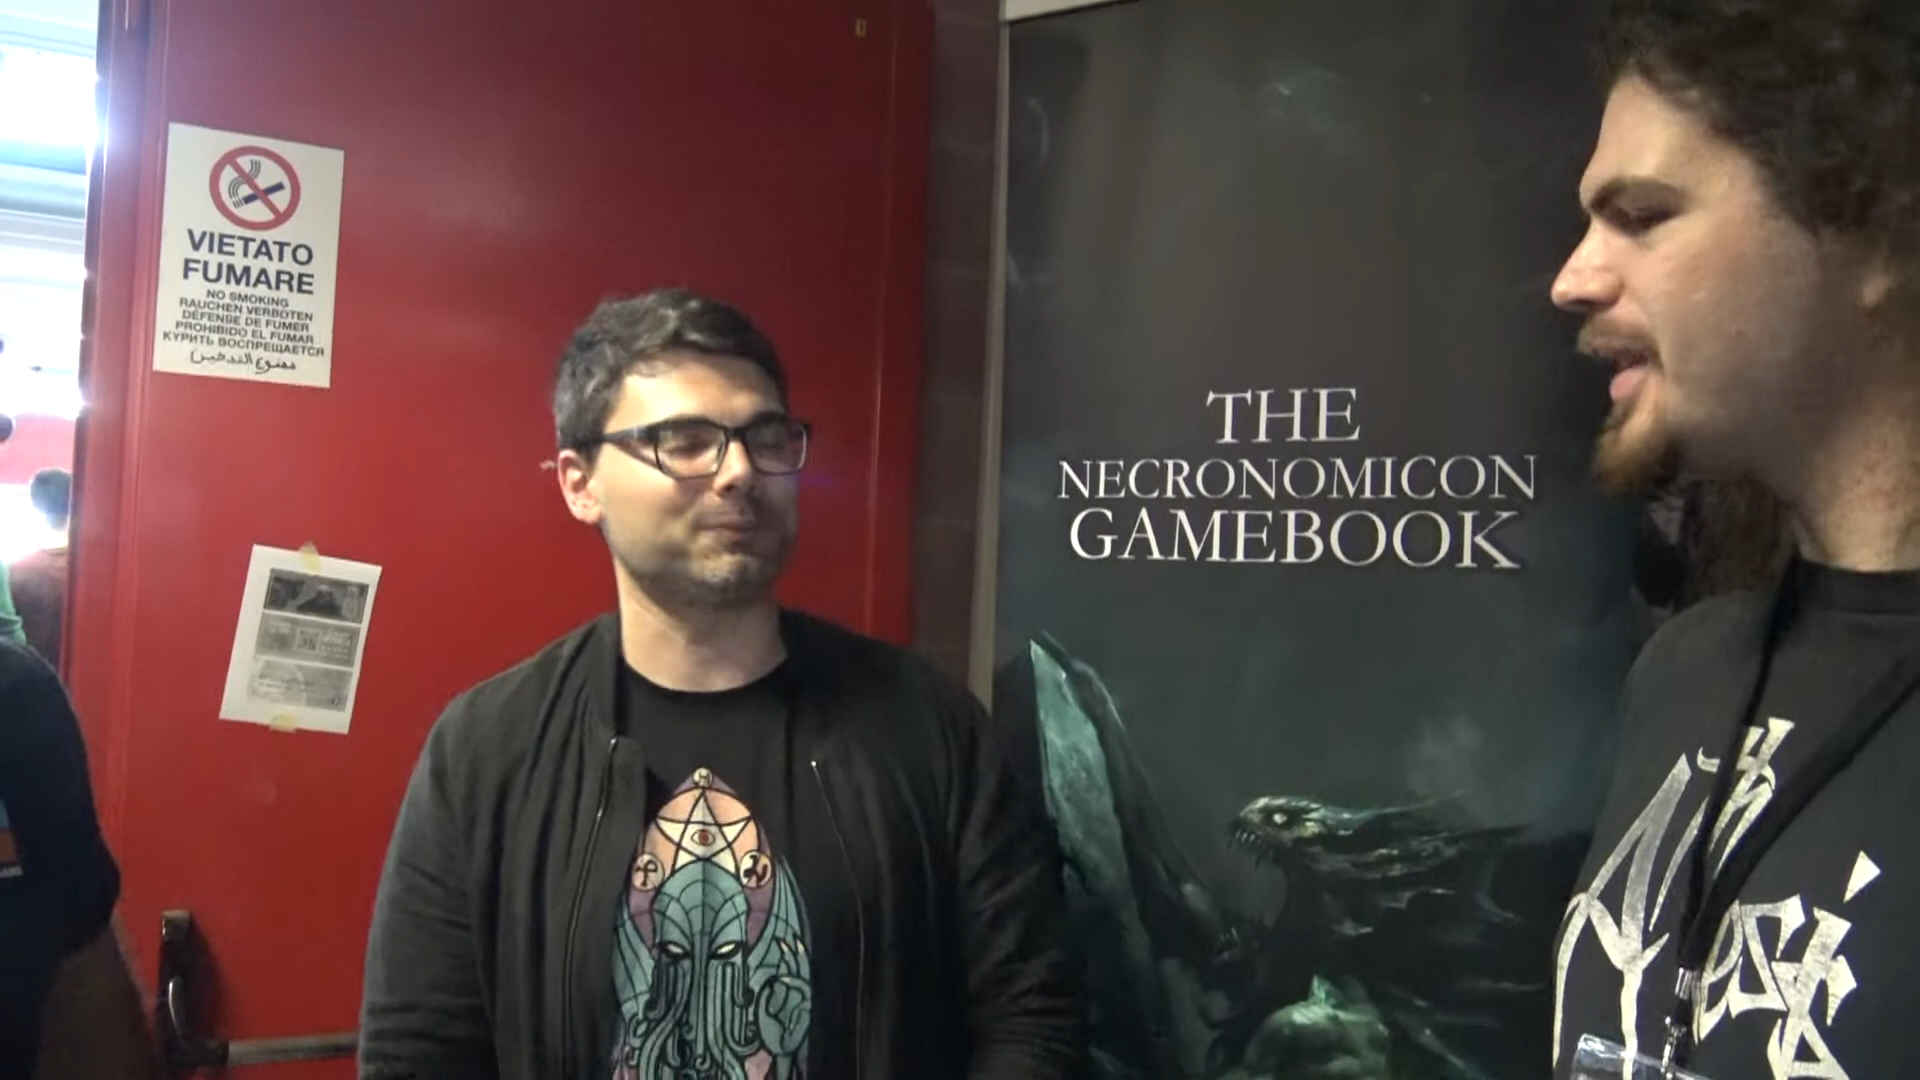 VIETATO
FUMARE
NO SMOKING
RAUCHEN VERBOTEN
DÉFENSE DE FUMER
PROHIBIDO EL FUMAR
КУРИТЬ ВОСПРЕЩАЕТСЯ
ممنوع التدخين
THE
NECRONOMICON
GAMEBOOK